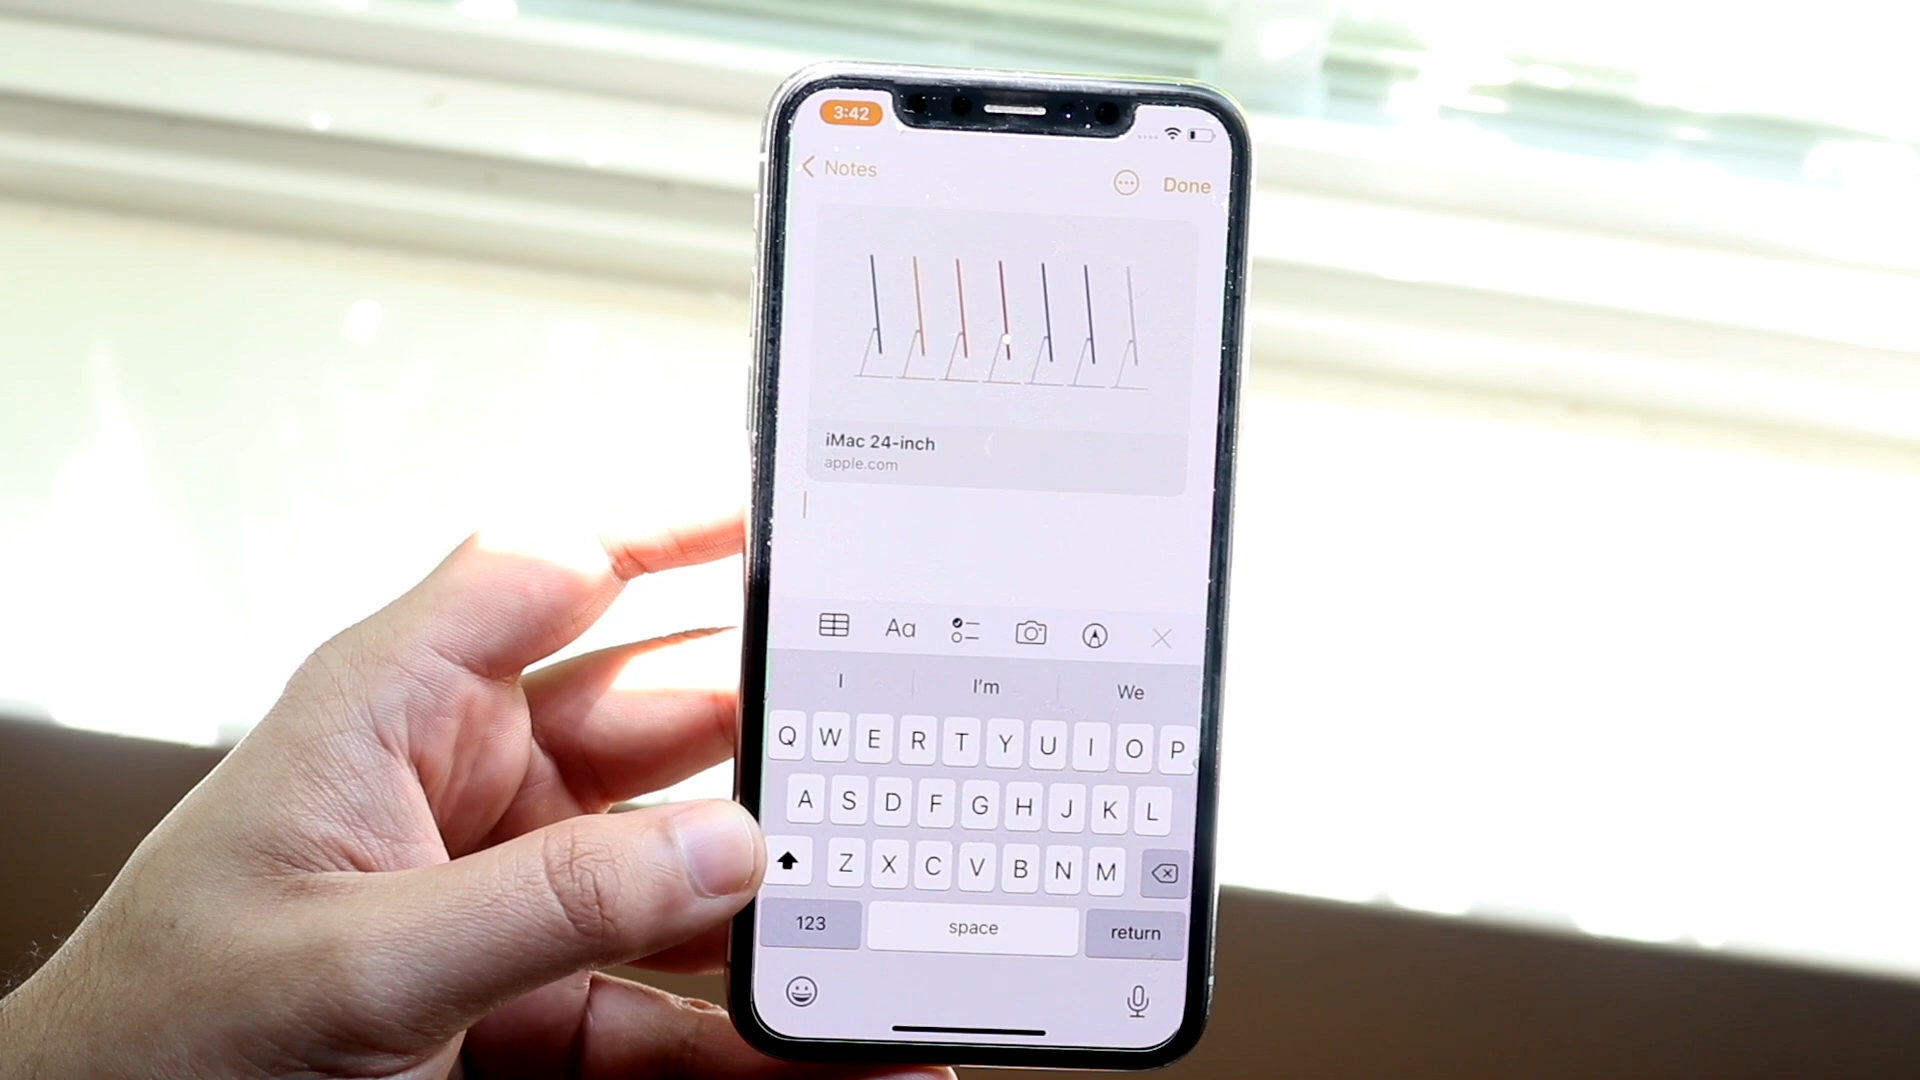 3:42
Notes
Done
iMac 24-inch
apple.com
Aa
I I'm We
Q W E R T Y U I O P
A S D F G H J K L
Z X C V B N M
123 space return